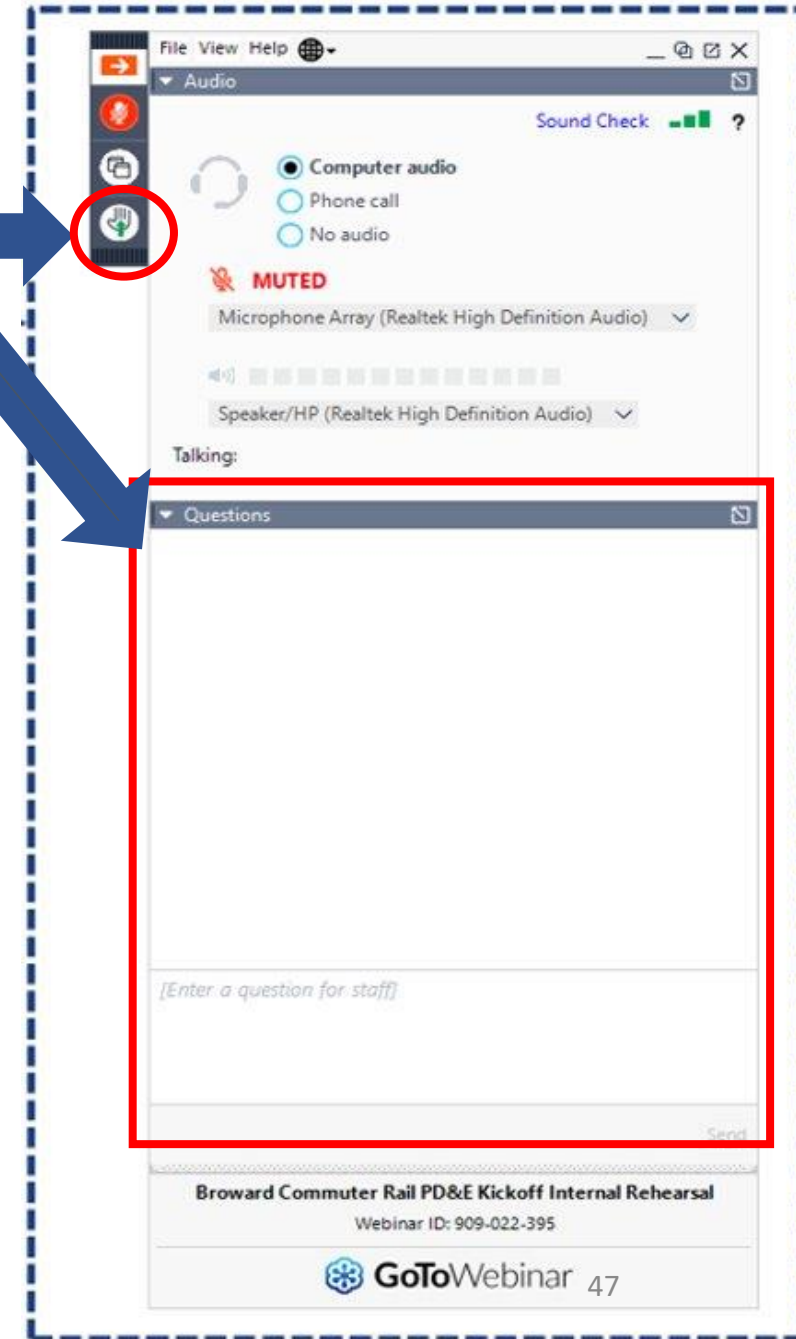 File View Help
Audio
Sound Check ?
Computer audio
Phone call
No audio
MUTED
Microphone Array (Realtek High Definition Audio)
Speaker/HP (Realtek High Definition Audio)
Talking:
Questions
[Enter a question for staff]
Send
Broward Commuter Rail PD&E Kickoff Internal Rehearsal
Webinar ID: 909-022-395
GoToWebinar
47